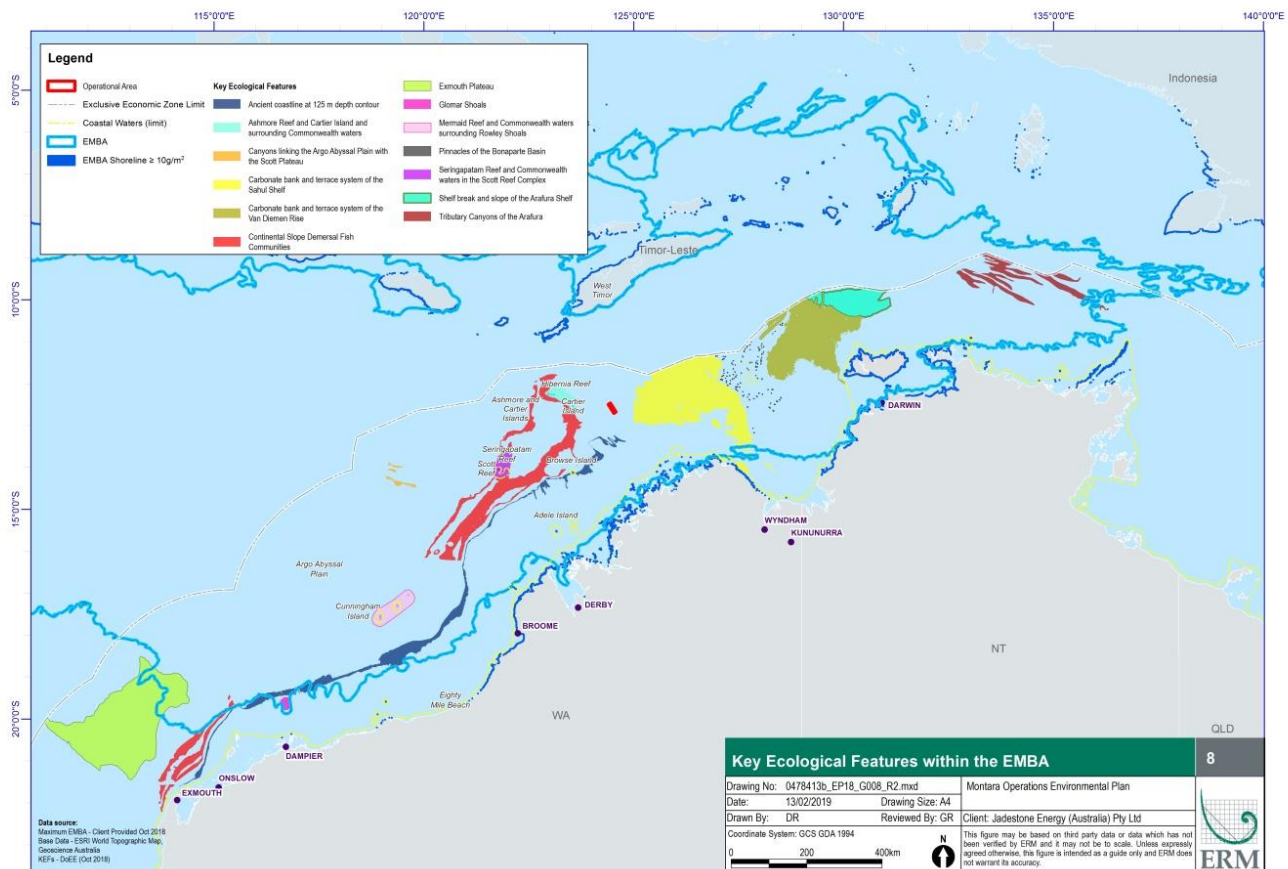 115°0'0"E
120°0'0"E
125°0'0"E
130°0'0"E
135°0'0"E
140°0'0"E
5°0'0"S
10°0'0"S
15°0'0"S
20°0'0"S
Legend
Operational Area
Exclusive Economic Zone Limit
Coastal Waters (limit)
EMBA
EMBA Shoreline ≥ 10g/m²
Key Ecological Features
Ancient coastline at 125 m depth contour
Ashmore Reef and Cartier Island and
surrounding Commonwealth waters
Canyons linking the Argo Abyssal Plain with
the Scott Plateau
Carbonate bank and terrace system of the
Sahul Shelf
Carbonate bank and terrace system of the
Van Diemen Rise
Continental Slope Demersal Fish
Communities
Exmouth Plateau
Glomar Shoals
Mermaid Reef and Commonwealth waters
surrounding Rowley Shoals
Pinnacles of the Bonaparte Basin
Seringapatam Reef and Commonwealth
waters in the Scott Reef Complex
Shelf break and slope of the Arafura Shelf
Tributary Canyons of the Arafura
Indonesia
Timor-Leste
West
Timor
Hibernia Reef
Ashmore and
Cartier
Islands
Cartier
Island
Seringapatam
Reef
Scott
Reef
Browse Island
Adele Island
Argo Abyssal
Plain
Cunningham
Island
Eighty
Mile Beach
DARWIN
WYNDHAM
KUNUNURRA
DERBY
BROOME
DAMPIER
ONSLOW
EXMOUTH
WA
NT
QLD
Data source:
Maximum EMBA - Client Provided Oct 2018
Base Data - ESRI World Topographic Map,
Geoscience Australia
KEFs - DoEE (Oct 2018)
Key Ecological Features within the EMBA
8
Drawing No: 0478413b_EP18_G008_R2.mxd
Montara Operations Environmental Plan
Date: 13/02/2019
Drawing Size: A4
Drawn By: DR
Reviewed By: GR
Client: Jadestone Energy (Australia) Pty Ltd
Coordinate System: GCS GDA 1994
N
0 200 400km
This figure may be based on third party data or data which has not
been verified by ERM and it may not be to scale. Unless expressly
agreed otherwise, this figure is intended as a guide only and ERM does
not warrant its accuracy.
ERM